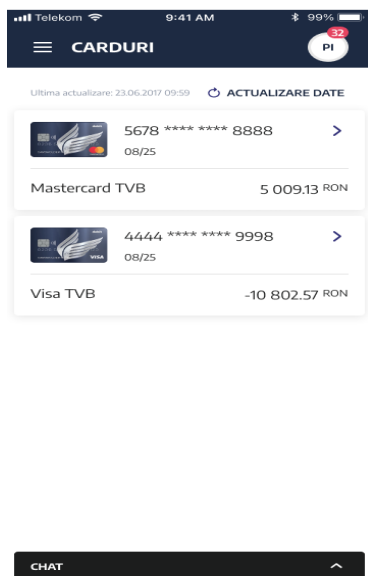 Telekom 9:41 AM 99%
CARDURI
32
PI
Ultima actualizare: 23.06.2017 09:59 ACTUALIZARE DATE
5678 **** **** 8888
08/25
Mastercard TVB 5 009.13 RON
4444 **** **** 9998
VISA
08/25
Visa TVB -10 802.57 RON
CHAT